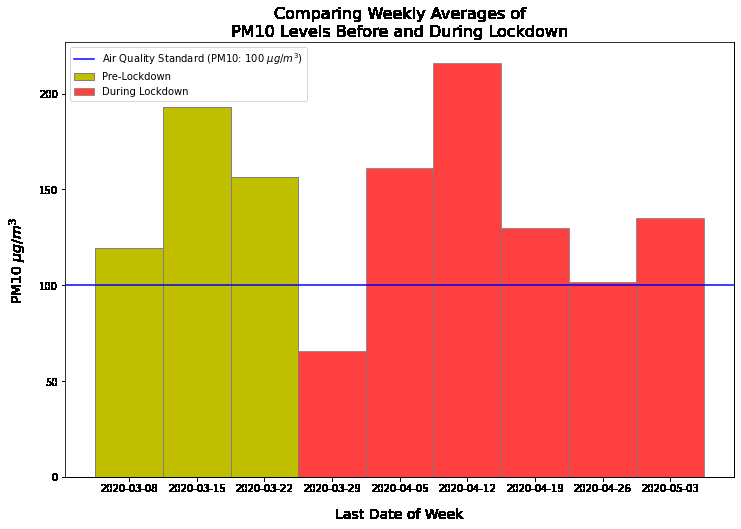 Comparing Weekly Averages of
PM10 Levels Before and During Lockdown
Air Quality Standard (PM10: 100 μg/m³)
Pre-Lockdown
During Lockdown
PM10 μg/m³
200
150
100
50
0
2020-03-08 2020-03-15 2020-03-22 2020-03-29 2020-04-05 2020-04-12 2020-04-19 2020-04-26 2020-05-03
Last Date of Week